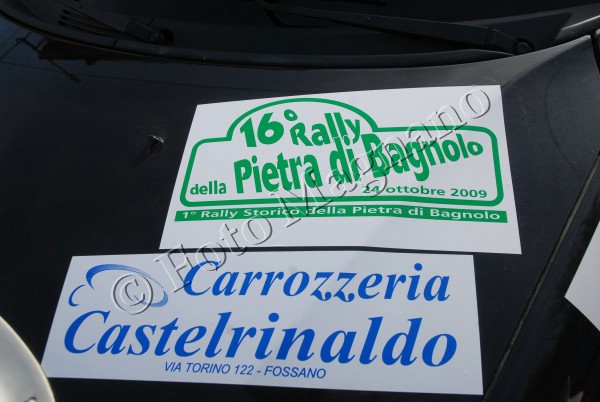 16° Rally
della Pietra di Bagnolo
24 ottobre 2009
1° Rally Storico della Pietra di Bagnolo
Carrozzeria
Castelrinaldo
VIA TORINO 122 - FOSSANO
© Foto Magnano